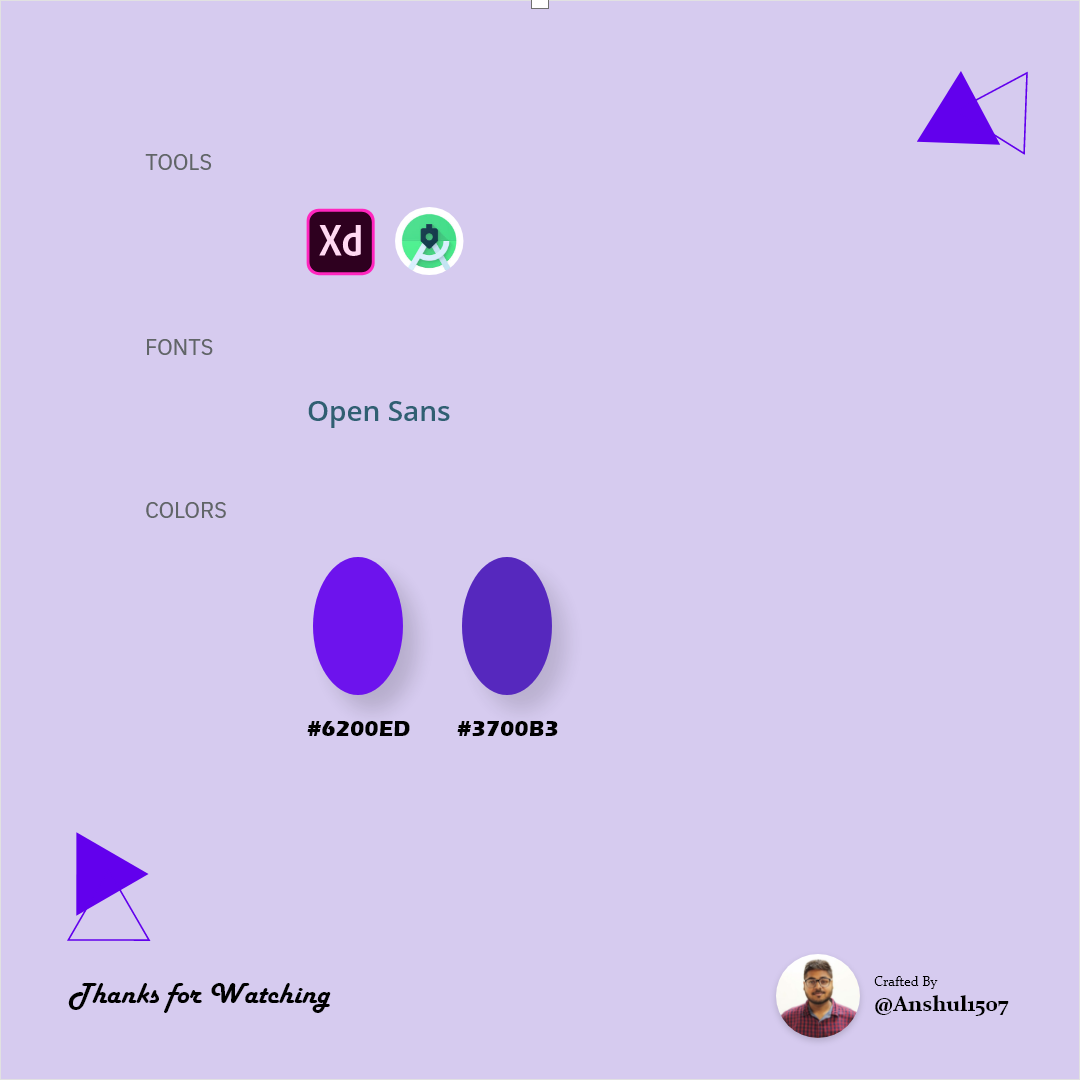 TOOLS
Xd
FONTS
Open Sans
COLORS
#6200ED #3700B3
Thanks for Watching
Crafted By
@Anshul1507